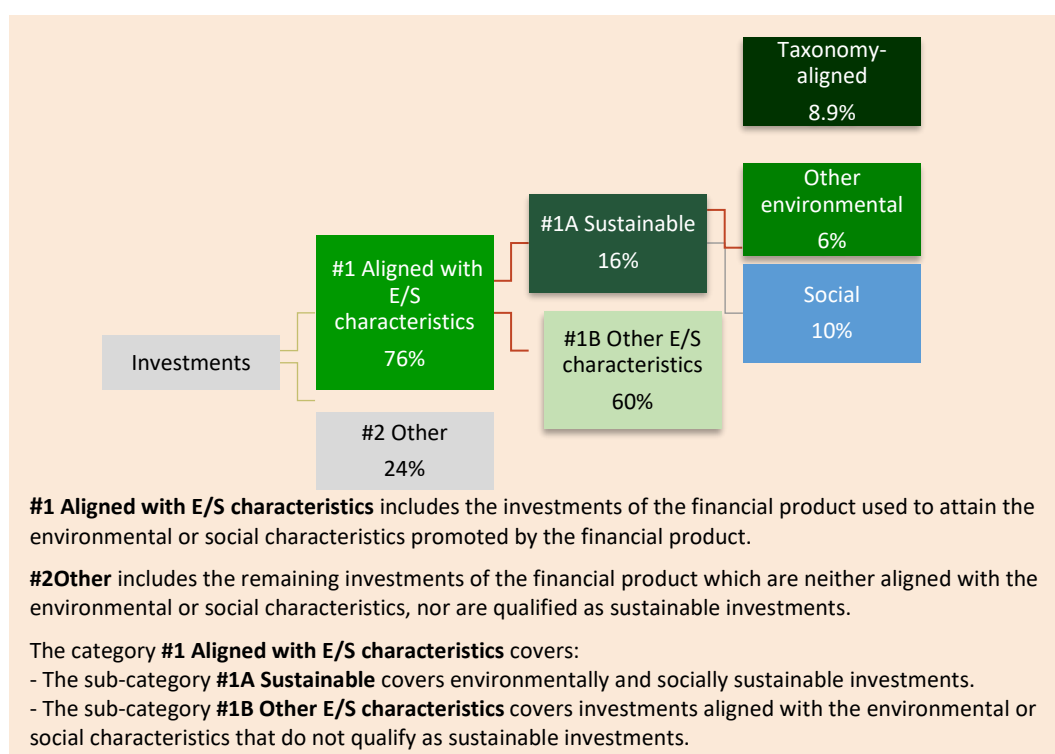 Taxonomy-
aligned
8.9%
Other
environmental
6%
#1A Sustainable
16%
#1 Aligned with
E/S
characteristics
76%
Social
10%
#1B Other E/S
characteristics
60%
Investments
#2 Other
24%
#1 Aligned with E/S characteristics includes the investments of the financial product used to attain the
environmental or social characteristics promoted by the financial product.
#2Other includes the remaining investments of the financial product which are neither aligned with the
environmental or social characteristics, nor are qualified as sustainable investments.
The category #1 Aligned with E/S characteristics covers:
- The sub-category #1A Sustainable covers environmentally and socially sustainable investments.
- The sub-category #1B Other E/S characteristics covers investments aligned with the environmental or
social characteristics that do not qualify as sustainable investments.